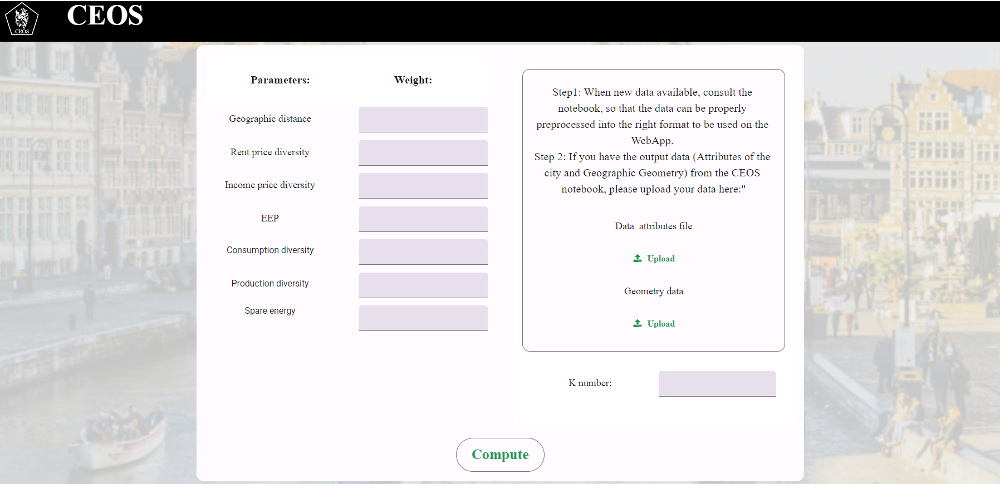 CEOS
CEOS
Parameters:
Weight:
Geographic distance
Rent price diversity
Income price diversity
EEP
Consumption diversity
Production diversity
Spare energy
Step1: When new data available, consult the
notebook, so that the data can be properly
preprocessed into the right format to be used on the
WebApp.
Step 2: If you have the output data (Attributes of the
city and Geographic Geometry) from the CEOS
notebook, please upload your data here:"
Data attributes file
Upload
Geometry data
Upload
K number:
Compute